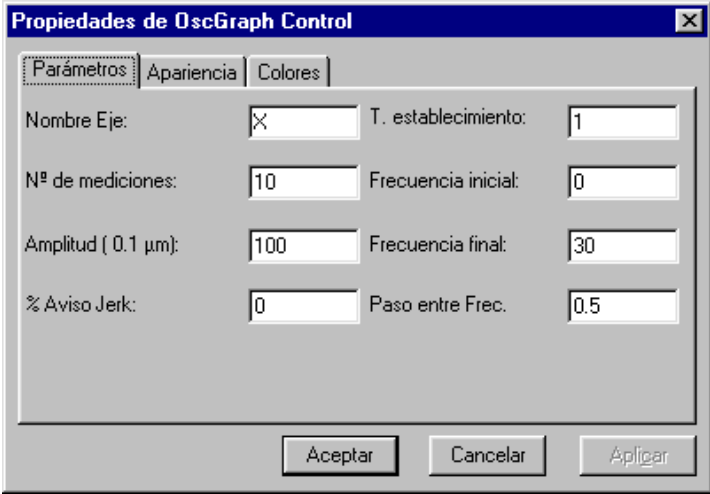 Propiedades de OscGraph Control
Parámetros Apariencia Colores
Nombre Eje: X T. establecimiento: 1
Nº de mediciones: 10 Frecuencia inicial: 0
Amplitud ( 0.1 µm): 100 Frecuencia final: 30
% Aviso Jerk: 0 Paso entre Frec. 0.5
Aceptar Cancelar Aplicar